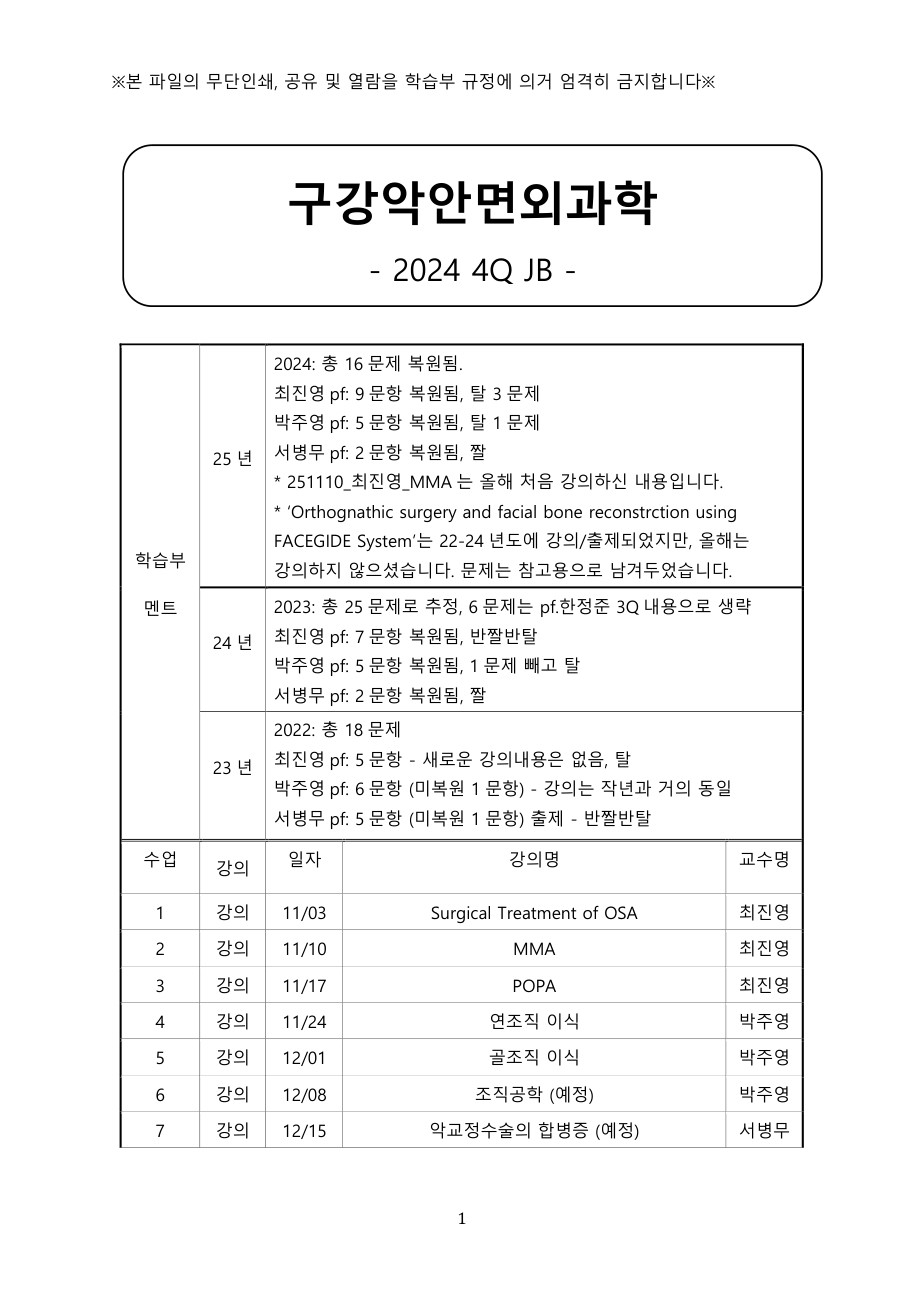 ※본 파일의 무단인쇄, 공유 및 열람을 학습부 규정에 의거 엄격히 금지합니다※
구강악안면외과학
- 2024 4Q JB -
학습부
멘트
25 년
2024: 총 16 문제 복원됨.
최진영 pf: 9 문항 복원됨, 탈 3 문제
박주영 pf: 5 문항 복원됨, 탈 1 문제
서병무 pf: 2 문항 복원됨, 짤
* 251110_최진영_MMA 는 올해 처음 강의하신 내용입니다.
* ‘Orthognathic surgery and facial bone reconstrction using
FACEGIDE System’는 22-24 년도에 강의/출제되었지만, 올해는
강의하지 않으셨습니다. 문제는 참고용으로 남겨두었습니다.
24 년
2023: 총 25 문제로 추정, 6 문제는 pf.한정준 3Q 내용으로 생략
최진영 pf: 7 문항 복원됨, 반짤반탈
박주영 pf: 5 문항 복원됨, 1 문제 빼고 탈
서병무 pf: 2 문항 복원됨, 짤
23 년
2022: 총 18 문제
최진영 pf: 5 문항 - 새로운 강의내용은 없음, 탈
박주영 pf: 6 문항 (미복원 1 문항) - 강의는 작년과 거의 동일
서병무 pf: 5 문항 (미복원 1 문항) 출제 - 반짤반탈
수업 강의 일자 강의명 교수명
1 강의 11/03 Surgical Treatment of OSA 최진영
2 강의 11/10 MMA 최진영
3 강의 11/17 POPA 최진영
4 강의 11/24 연조직 이식 박주영
5 강의 12/01 골조직 이식 박주영
6 강의 12/08 조직공학 (예정) 박주영
7 강의 12/15 악교정수술의 합병증 (예정) 서병무
1